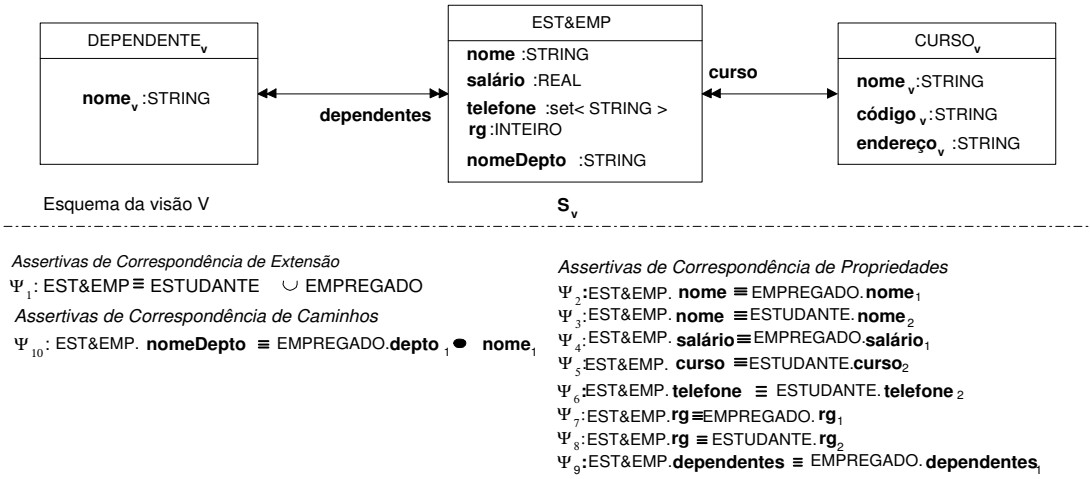 DEPENDENTEv
nomev :STRING
dependentes
EST&EMP
nome :STRING
salário :REAL
telefone :set< STRING >
rg :INTEIRO
nomeDepto :STRING
curso
CURSOv
nomev :STRING
códigov :STRING
endereçov :STRING
Esquema da visão V
Sv
Assertivas de Correspondência de Extensão
Ψ1: EST&EMP ≡ ESTUDANTE ∪ EMPREGADO
Assertivas de Correspondência de Caminhos
Ψ10: EST&EMP. nomeDepto ≡ EMPREGADO.depto1 ● nome1
Assertivas de Correspondência de Propriedades
Ψ2:EST&EMP. nome ≡ EMPREGADO.nome1
Ψ3:EST&EMP. nome ≡ESTUDANTE.nome2
Ψ4:EST&EMP. salário≡EMPREGADO.salário1
Ψ5:EST&EMP. curso ≡ESTUDANTE.curso2
Ψ6:EST&EMP. telefone ≡ ESTUDANTE. telefone2
Ψ7:EST&EMP.rg≡EMPREGADO. rg1
Ψ8:EST&EMP.rg ≡ ESTUDANTE.rg2
Ψ9:EST&EMP.dependentes ≡ EMPREGADO. dependentes1